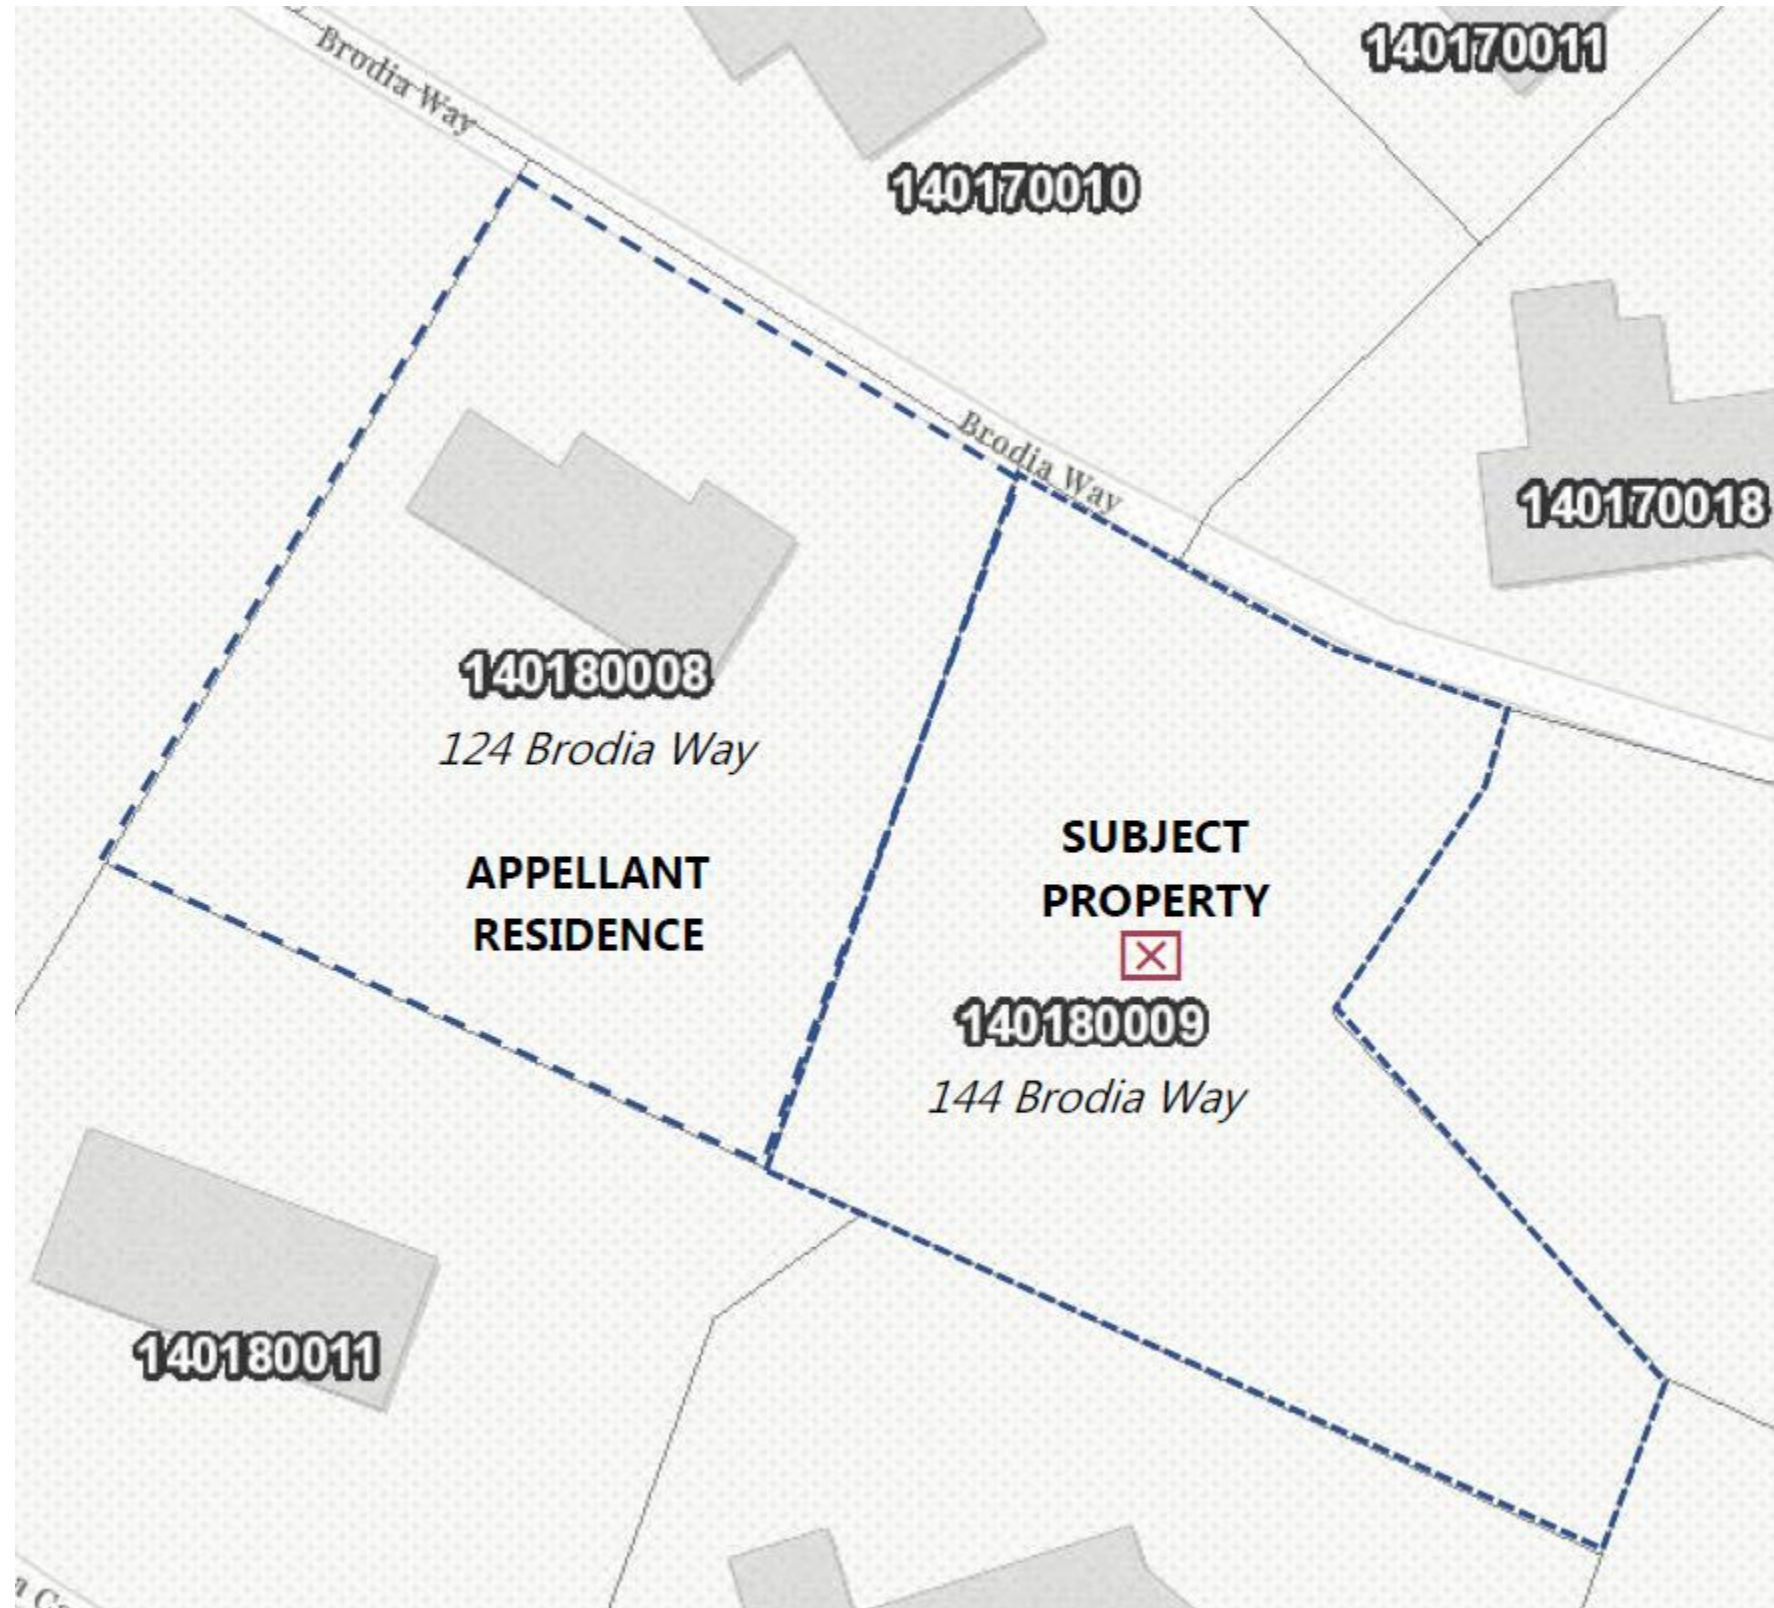 Brodia Way
140170011
140170010
Brodia Way
140170018
140180008
124 Brodia Way
APPELLANT
RESIDENCE
SUBJECT
PROPERTY
140180009
144 Brodia Way
140180011